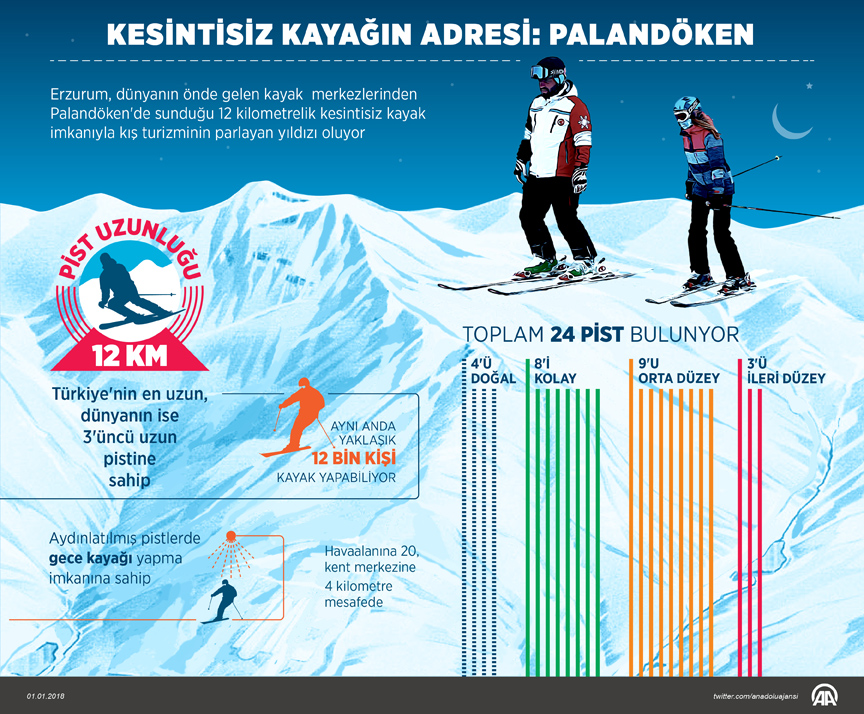 KESİNTİSİZ KAYAĞIN ADRESİ: PALANDÖKEN
Erzurum, dünyanın önde gelen kayak merkezlerinden
Palandöken'de sunduğu 12 kilometrelik kesintisiz kayak
imkanıyla kış turizminin parlayan yıldızı oluyor
PİST UZUNLUĞU
12 KM
Türkiye'nin en uzun,
dünyanın ise
3'üncü uzun
pistine
sahip
AYNI ANDA
YAKLAŞIK
12 BİN KİŞİ
KAYAK YAPABİLİYOR
Aydınlatılmış pistlerde
gece kayağı yapma
imkanına sahip
Havaalanına 20,
kent merkezine
4 kilometre
mesafede
TOPLAM 24 PİST BULUNYOR
4'Ü
DOĞAL
8'İ
KOLAY
9'U
ORTA DÜZEY
3'Ü
İLERİ DÜZEY
01.01.2018
twitter.com/anadoluajansi
AA